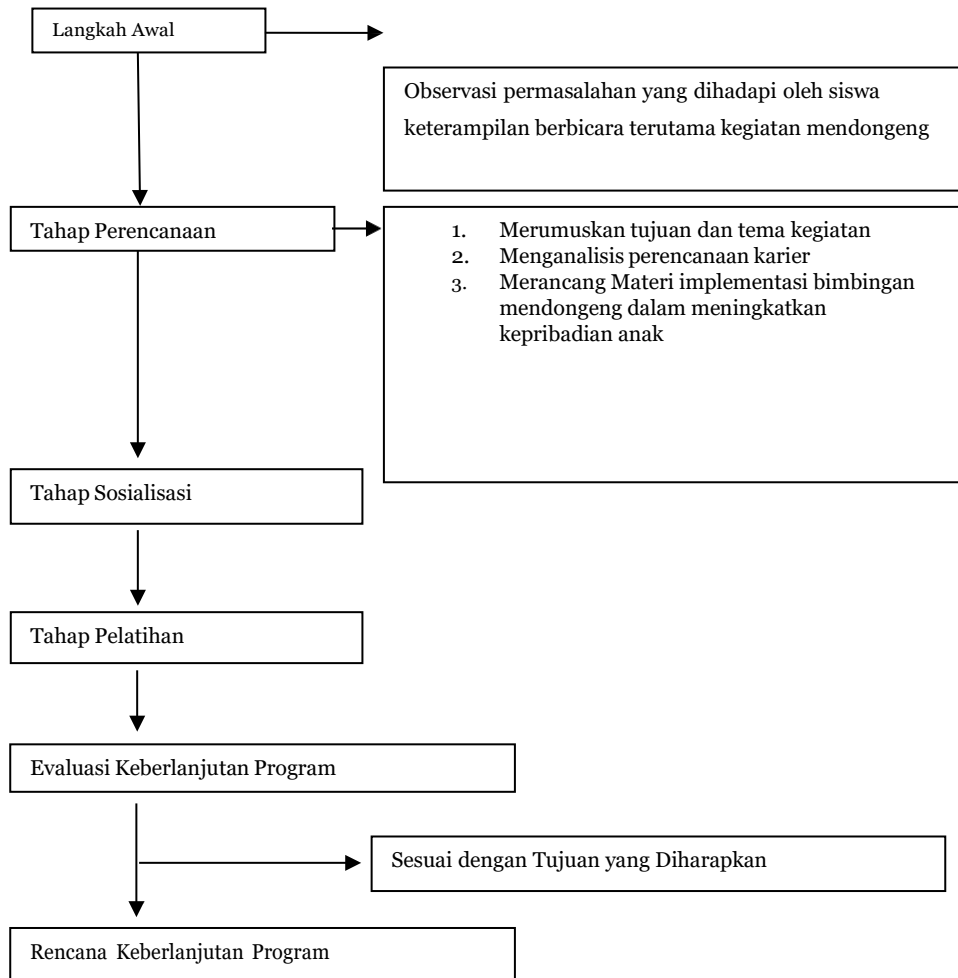 Langkah Awal
Observasi permasalahan yang dihadapi oleh siswa
keterampilan berbicara terutama kegiatan mendongeng
Tahap Perencanaan
1. Merumuskan tujuan dan tema kegiatan
2. Menganalisis perencanaan karier
3. Merancang Materi implementasi bimbingan
mendongeng dalam meningkatkan
kepribadian anak
Tahap Sosialisasi
Tahap Pelatihan
Evaluasi Keberlanjutan Program
Sesuai dengan Tujuan yang Diharapkan
Rencana Keberlanjutan Program